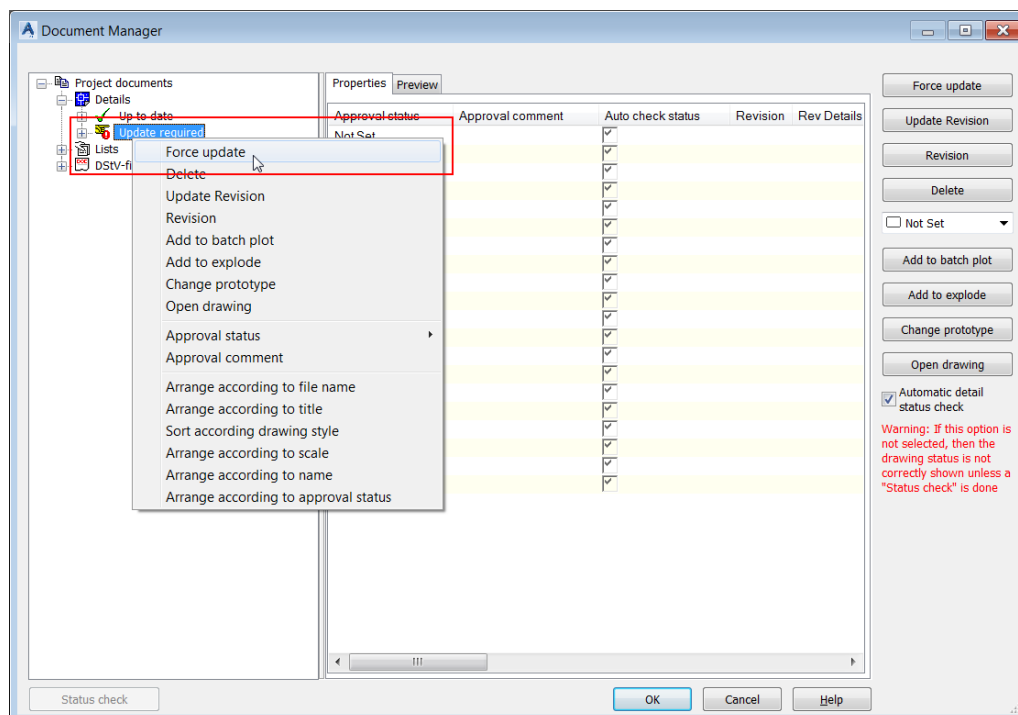 Document Manager
Project documents
Details
Up to date
Update required
Lists
DStV-fi
Force update
Delete
Update Revision
Revision
Add to batch plot
Add to explode
Change prototype
Open drawing
Approval status
Approval comment
Arrange according to file name
Arrange according to title
Sort according drawing style
Arrange according to scale
Arrange according to name
Arrange according to approval status
Properties
Preview
Approval status Approval comment Auto check status Revision Rev Details
Not Set
Force update
Update Revision
Revision
Delete
Not Set
Add to batch plot
Add to explode
Change prototype
Open drawing
Automatic detail
status check
Warning: If this option is
not selected, then the
drawing status is not
correctly shown unless a
"Status check" is done
Status check
OK
Cancel
Help